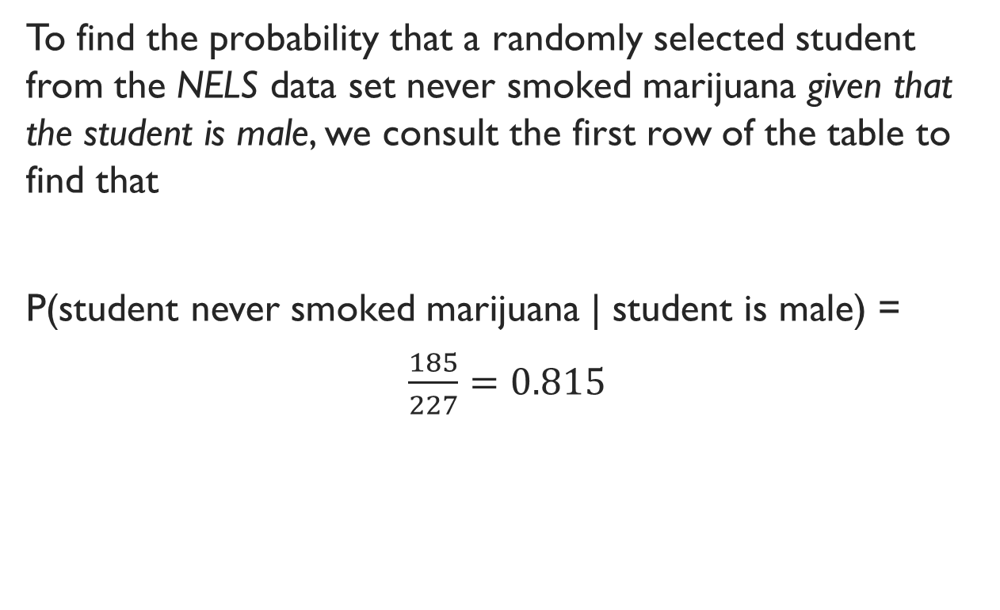 To find the probability that a randomly selected student
from the NELS data set never smoked marijuana given that
the student is male, we consult the first row of the table to
find that
P(student never smoked marijuana | student is male) =
185/227 = 0.815